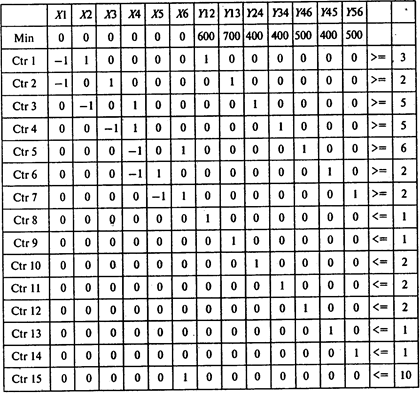 X1 X2 X3 X4 X5 X6 Y12 Y13 Y24 Y34 Y46 Y45 Y56
Min 0 0 0 0 0 0 600 700 400 400 500 400 500
Ctr 1 −1 1 0 0 0 0 1 0 0 0 0 0 0 >= 3
Ctr 2 −1 0 1 0 0 0 0 1 0 0 0 0 0 >= 2
Ctr 3 0 −1 0 1 0 0 0 0 1 0 0 0 0 >= 5
Ctr 4 0 0 −1 1 0 0 0 0 0 1 0 0 0 >= 5
Ctr 5 0 0 0 −1 0 1 0 0 0 0 1 0 0 >= 6
Ctr 6 0 0 0 −1 1 0 0 0 0 0 0 1 0 >= 2
Ctr 7 0 0 0 0 −1 1 0 0 0 0 0 0 1 >= 2
Ctr 8 0 0 0 0 0 0 1 0 0 0 0 0 0 <= 1
Ctr 9 0 0 0 0 0 0 0 1 0 0 0 0 0 <= 1
Ctr 10 0 0 0 0 0 0 0 0 1 0 0 0 0 <= 2
Ctr 11 0 0 0 0 0 0 0 0 0 1 0 0 0 <= 2
Ctr 12 0 0 0 0 0 0 0 0 0 0 1 0 0 <= 2
Ctr 13 0 0 0 0 0 0 0 0 0 0 0 1 0 <= 1
Ctr 14 0 0 0 0 0 0 0 0 0 0 0 0 1 <= 1
Ctr 15 0 0 0 0 0 1 0 0 0 0 0 0 0 <= 10